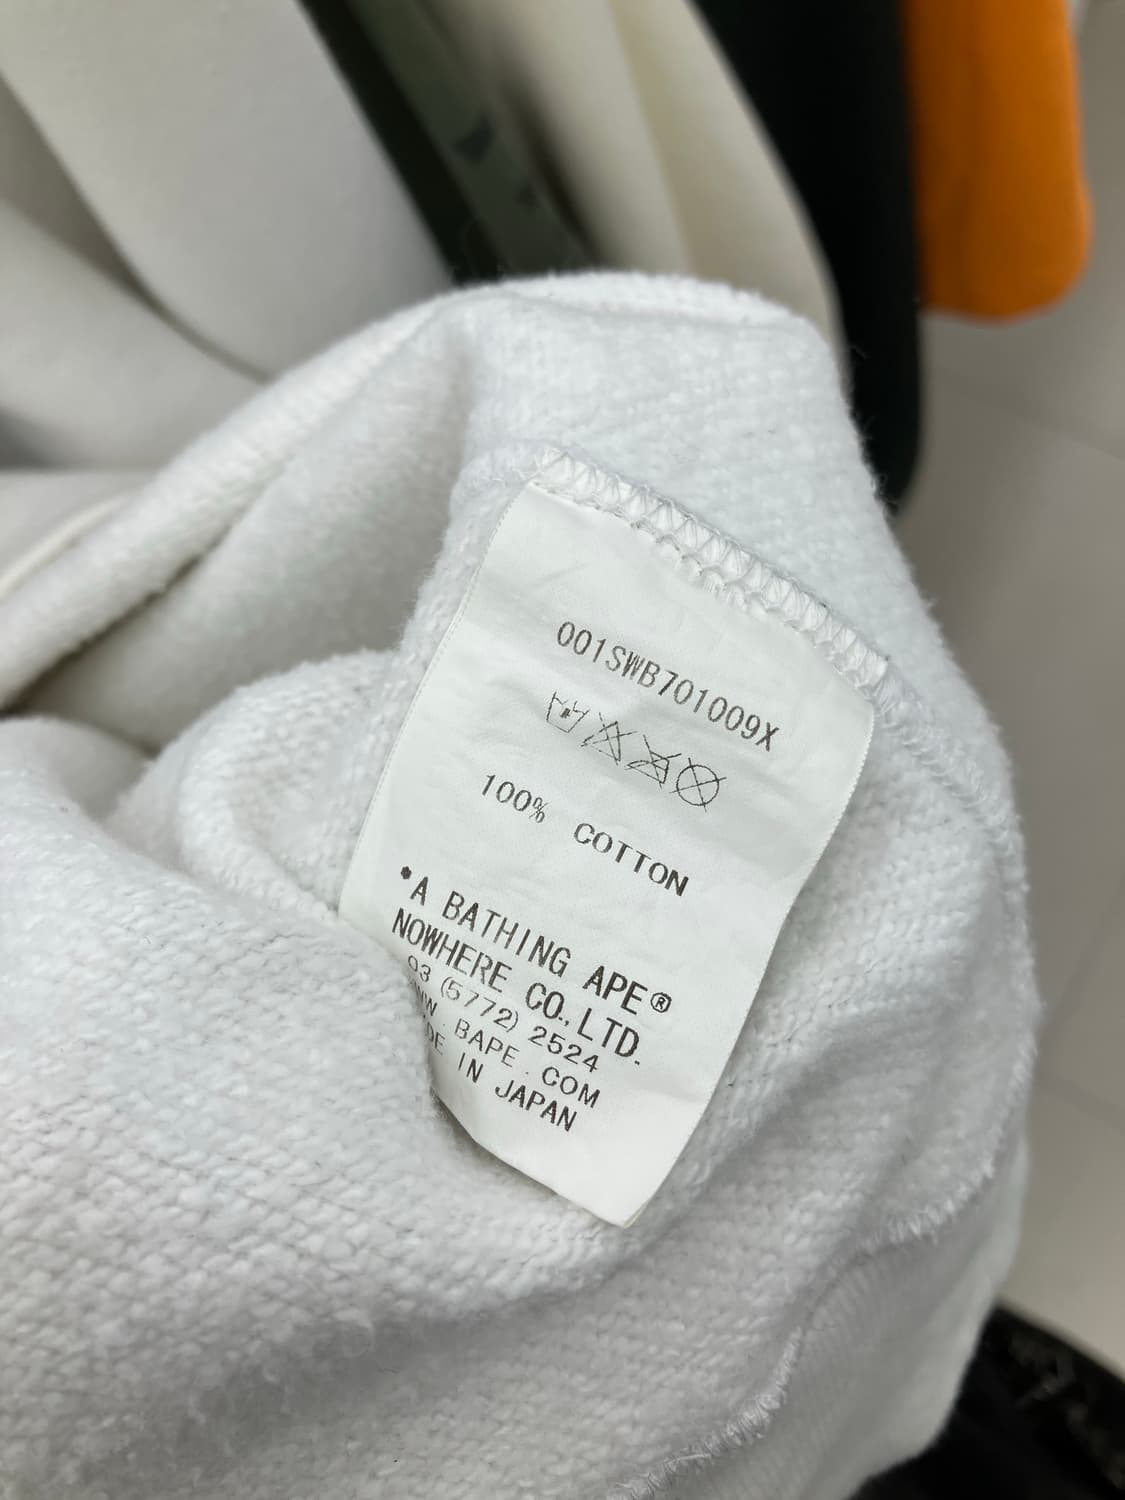 001SWB701009X
100% COTTON
A BATHING APE®
NOWHERE CO., LTD.
03 (5772) 2524
BAPE . COM
IN JAPAN